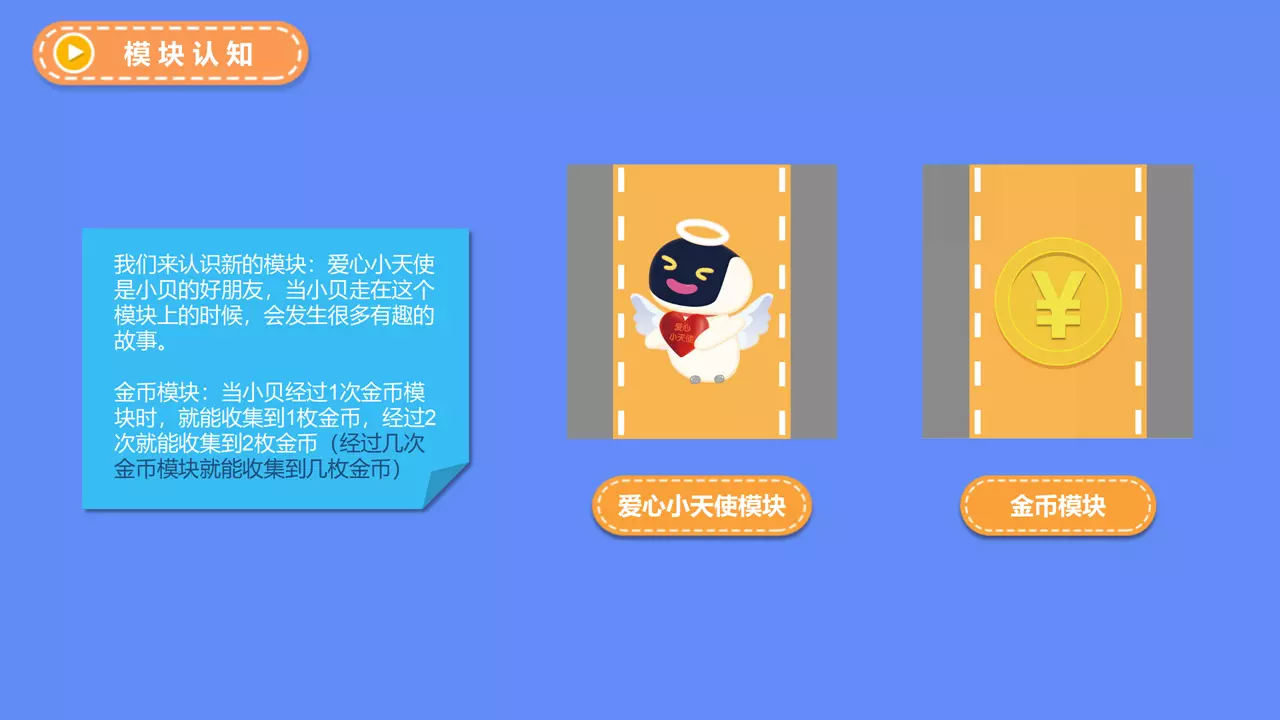 模块认知
我们来认识新的模块：爱心小天使
是小贝的好朋友，当小贝走在这个
模块上的时候，会发生很多有趣的
故事。
金币模块：当小贝经过1次金币模
块时，就能收集到1枚金币，经过2
次就能收集到2枚金币（经过几次
金币模块就能收集到几枚金币）
爱心
小天使
¥
爱心小天使模块
金币模块